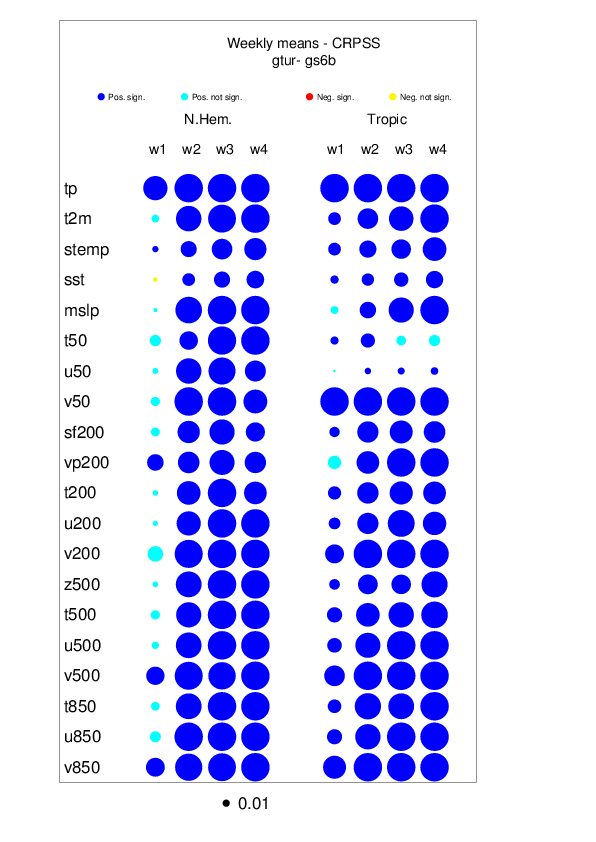 Weekly means - CRPSS
gtur- gs6b
Pos. sign. Pos. not sign. Neg. sign. Neg. not sign.
N.Hem. Tropic
w1 w2 w3 w4 w1 w2 w3 w4
tp
t2m
stemp
sst
mslp
t50
u50
v50
sf200
vp200
t200
u200
v200
z500
t500
u500
v500
t850
u850
v850
0.01